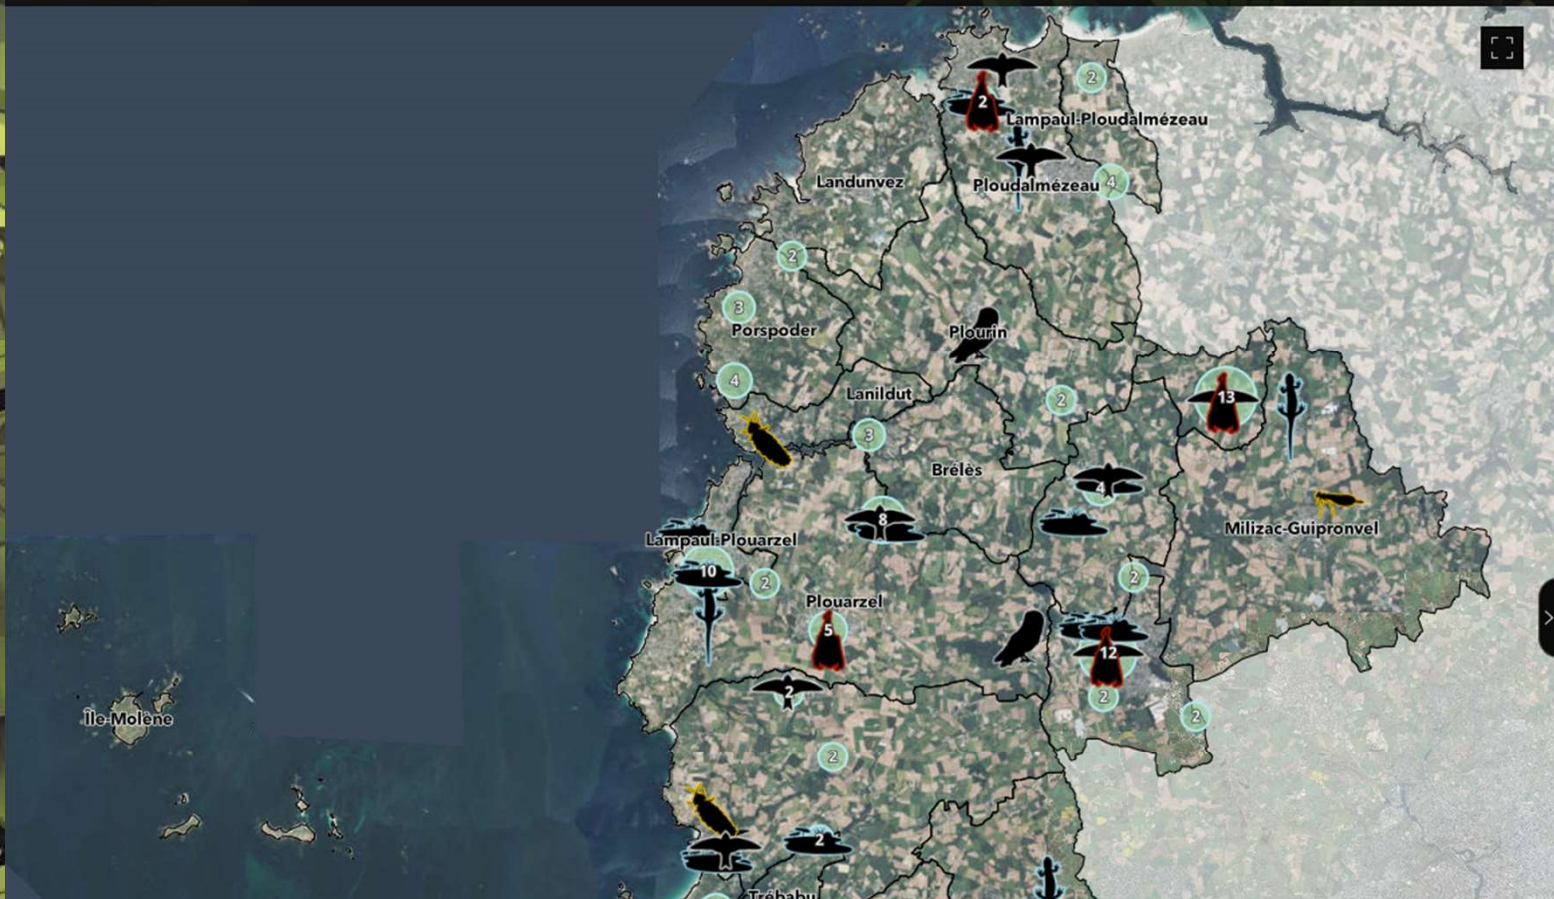 2
2
Lampaul-Ploudalmézeau
Landunvez
Ploudalmézeau
4
2
3
Porspoder
Plourin
4
Lanildut
2
13
3
Brélès
4
8
Milizac-Guipronvel
Lampaul-Plouarzel
10
2
2
Plouarzel
5
12
2
2
2
Île-Molène
2
2
Trébabu